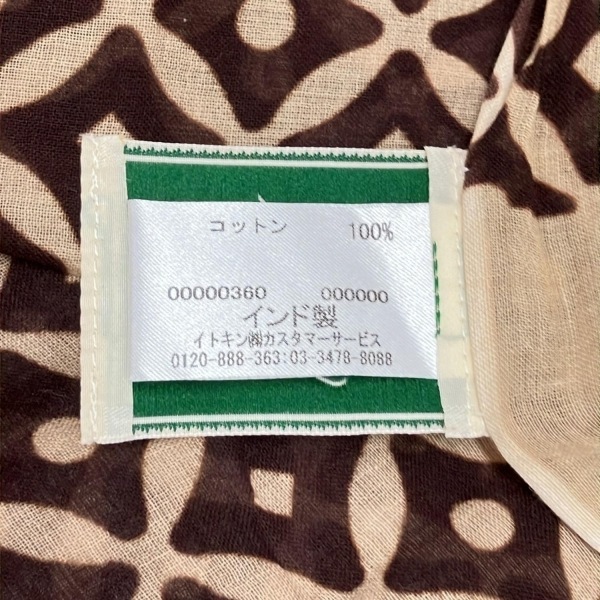 コットン 100%
00000360 000000
インド製
イトキン㈱カスタマーサービス
0120-888-363:03-3478-8088